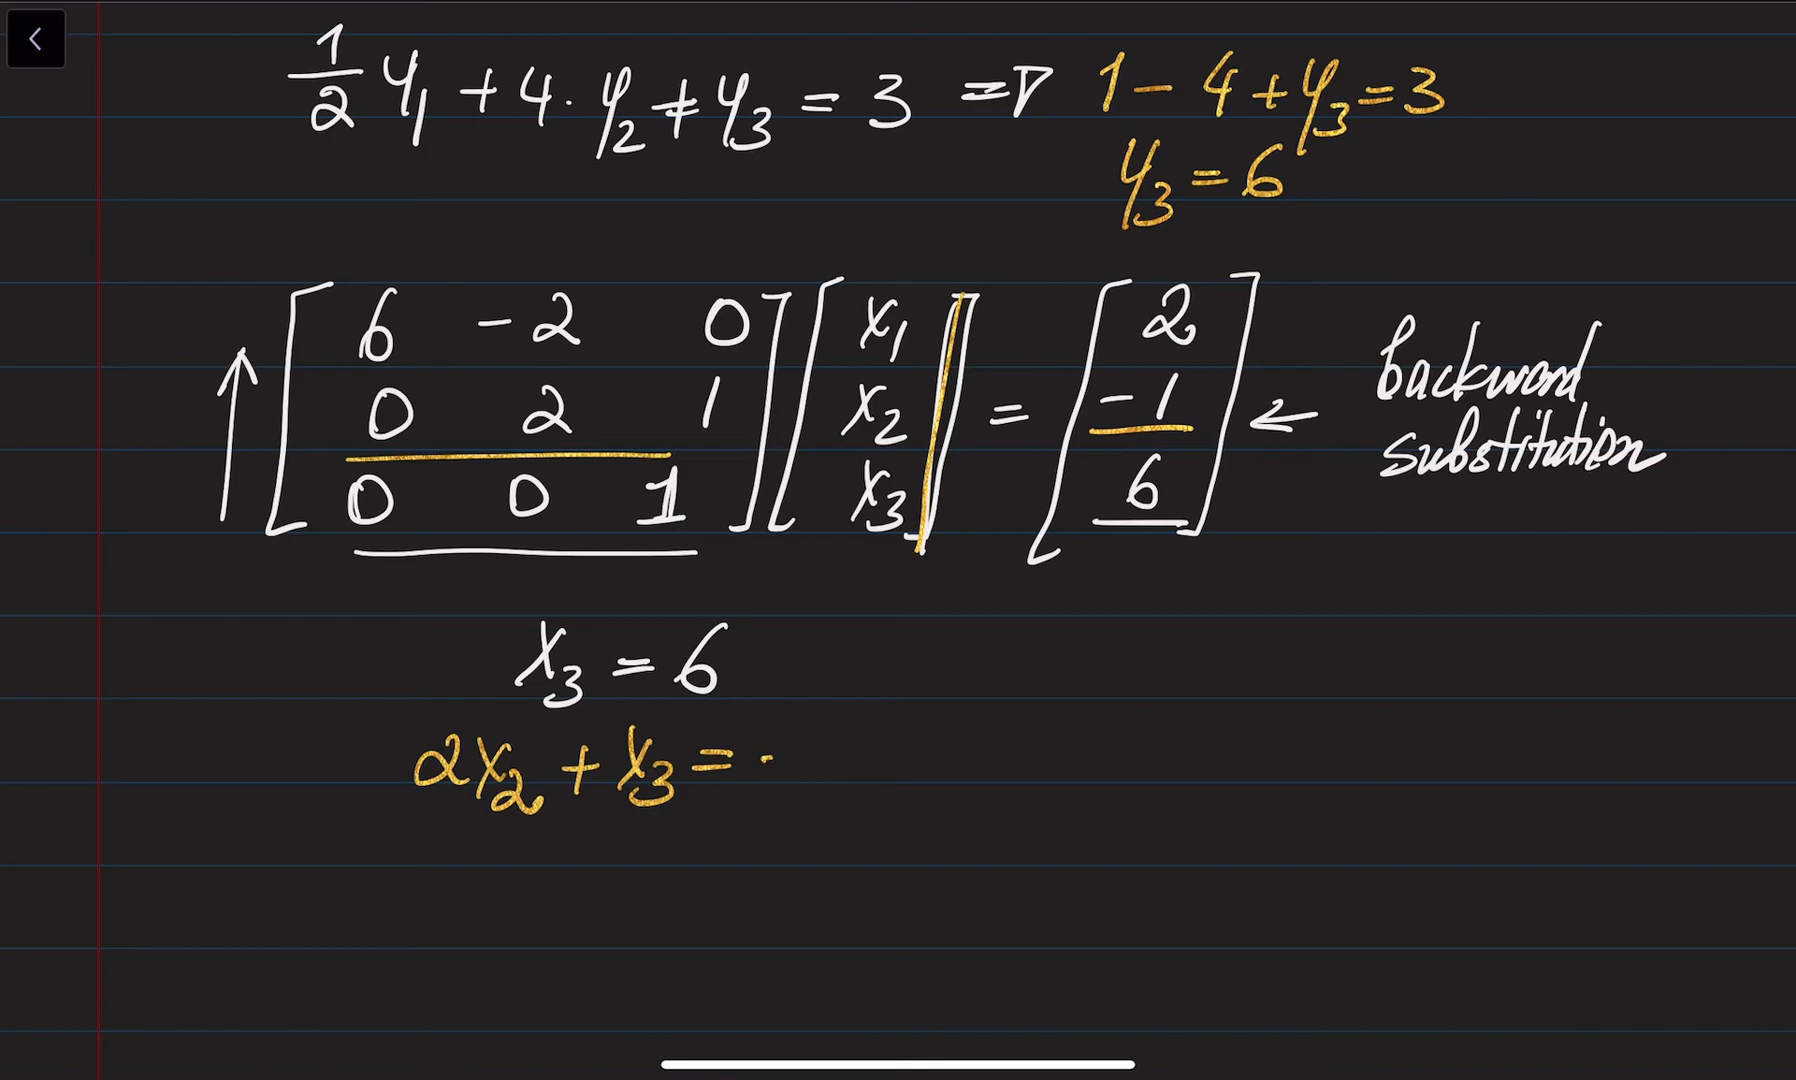 1/2 y₁ + 4 · y₂ + y₃ = 3 ⇒ 1 - 4 + y₃ = 3
y₃ = 6
[ 6 -2 0 ] [ x₁ ] = [ 2 ]
[ 0 2 1 ] [ x₂ ] = [ -1 ] ← backward
[ 0 0 1 ] [ x₃ ] = [ 6 ] substitution
x₃ = 6
2x₂ + x₃ = -